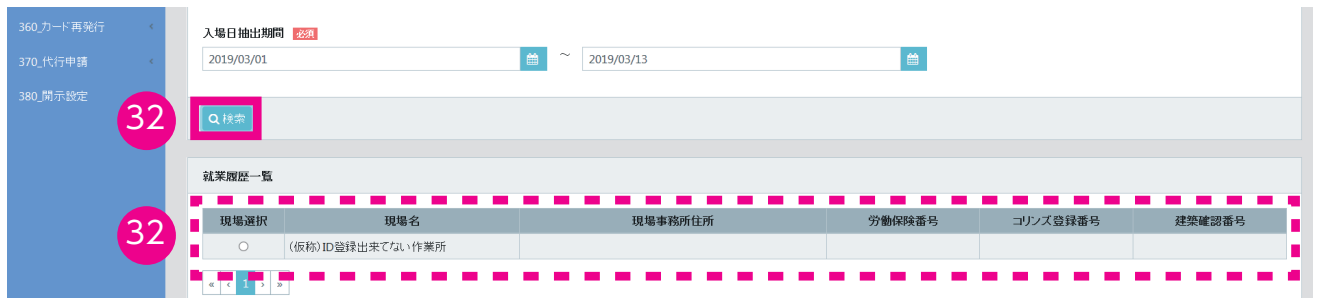 360_カード再発行
370_代行申請
380_開示設定
入場日抽出期間 必須
2019/03/01 ～ 2019/03/13
32 検索
就業履歴一覧
32
現場選択 現場名 現場事務所住所 労働保険番号 コリンズ登録番号 建築確認番号
(仮称)ID登録出来てない作業所
« ‹ 1 › »